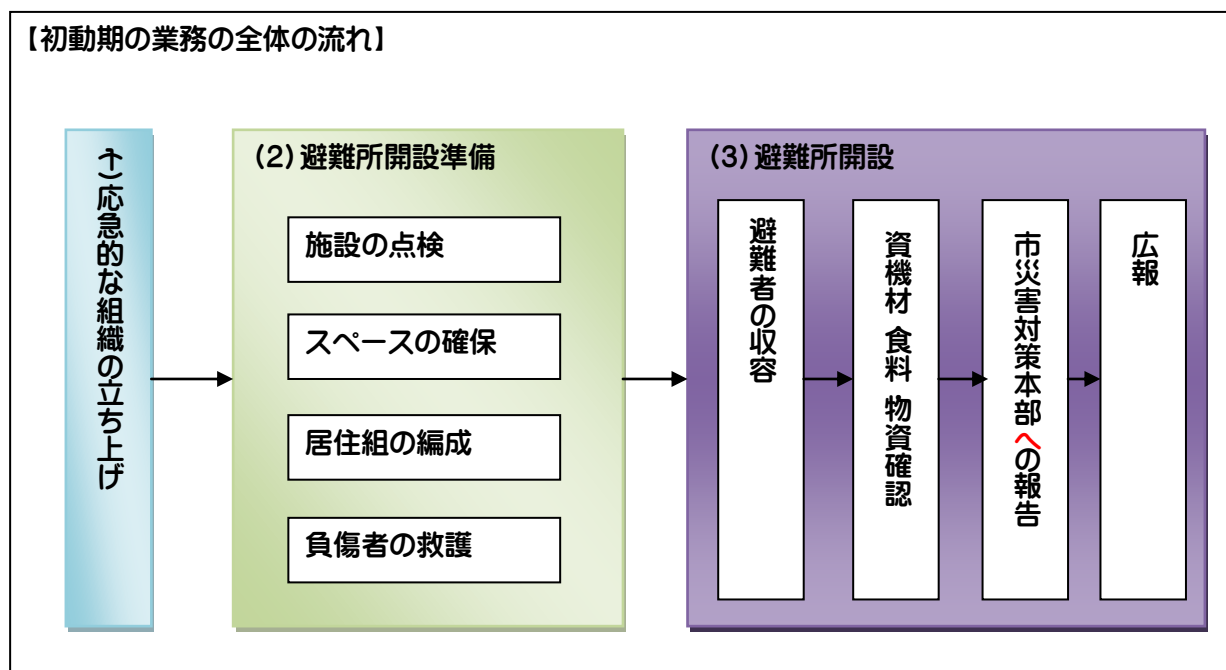 【初動期の業務の全体の流れ】
(1)応急的な組織の立ち上げ
(2)避難所開設準備
施設の点検
スペースの確保
居住組の編成
負傷者の救護
(3)避難所開設
避難者の収容
資機材 食料 物資確認
市災害対策本部への報告
広報